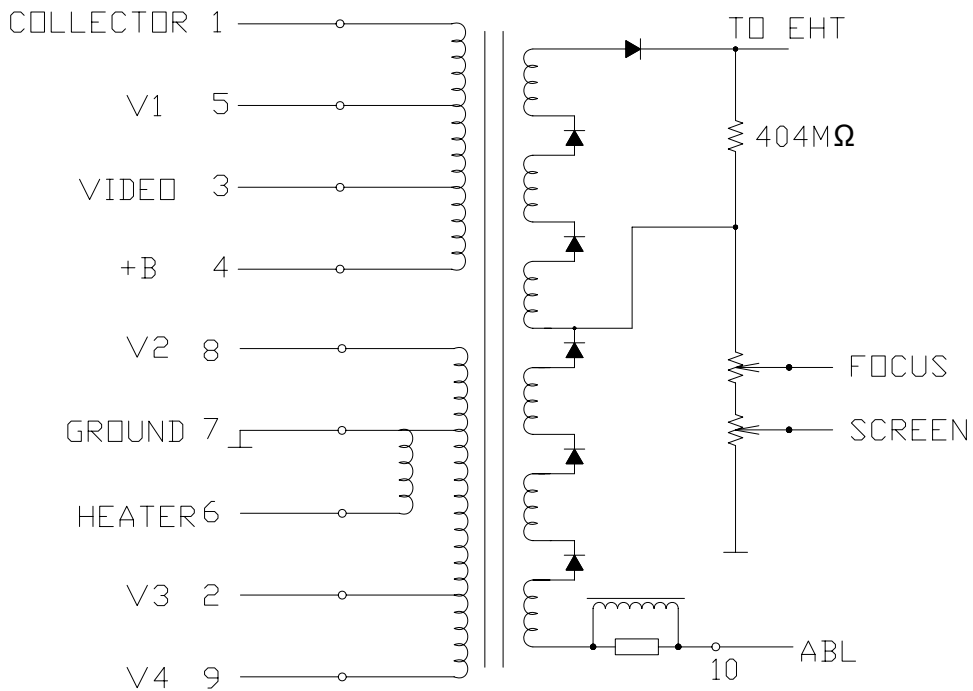 COLLECTOR 1
TO EHT
V1 5
404MΩ
VIDEO 3
+B 4
V2 8
FOCUS
GROUND 7
SCREEN
HEATER 6
V3 2
ABL
10
V4 9